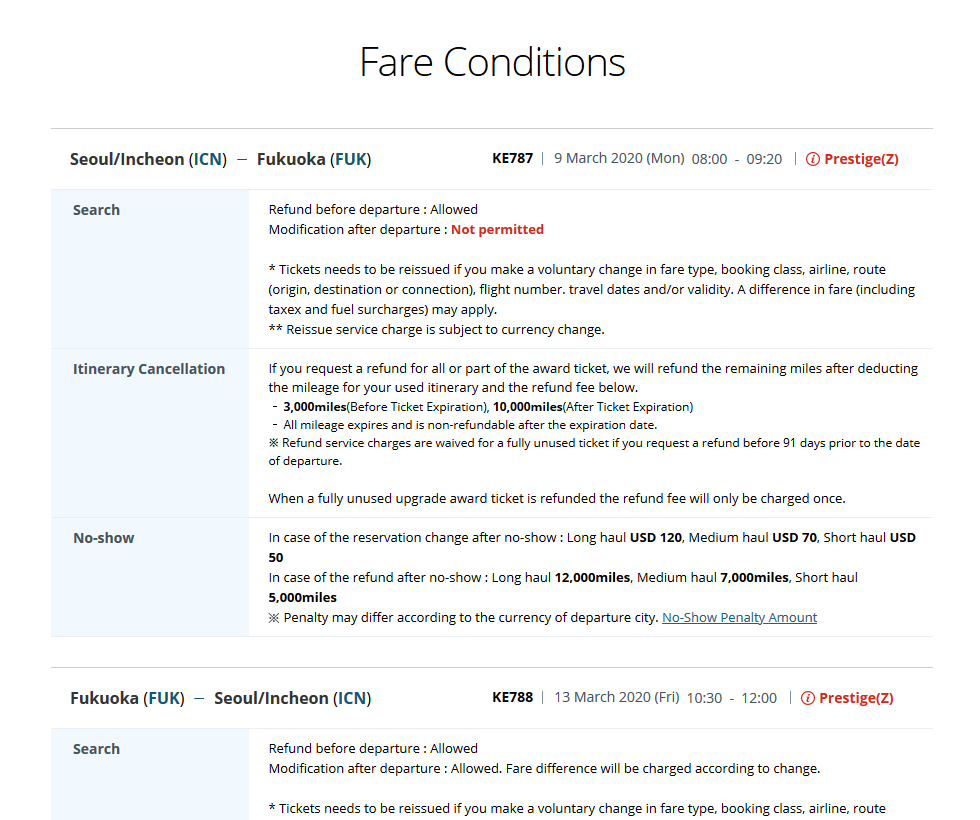 Fare Conditions
Seoul/Incheon (ICN) – Fukuoka (FUK) KE787 | 9 March 2020 (Mon) 08:00 - 09:20 | Prestige(Z)
Search
Refund before departure : Allowed
Modification after departure : Not permitted
* Tickets needs to be reissued if you make a voluntary change in fare type, booking class, airline, route
(origin, destination or connection), flight number. travel dates and/or validity. A difference in fare (including
taxex and fuel surcharges) may apply.
** Reissue service charge is subject to currency change.
Itinerary Cancellation
If you request a refund for all or part of the award ticket, we will refund the remaining miles after deducting
the mileage for your used itinerary and the refund fee below.
- 3,000miles(Before Ticket Expiration), 10,000miles(After Ticket Expiration)
- All mileage expires and is non-refundable after the expiration date.
※ Refund service charges are waived for a fully unused ticket if you request a refund before 91 days prior to the date
of departure.
When a fully unused upgrade award ticket is refunded the refund fee will only be charged once.
No-show
In case of the reservation change after no-show : Long haul USD 120, Medium haul USD 70, Short haul USD
50
In case of the refund after no-show : Long haul 12,000miles, Medium haul 7,000miles, Short haul
5,000miles
※ Penalty may differ according to the currency of departure city. No-Show Penalty Amount
Fukuoka (FUK) – Seoul/Incheon (ICN) KE788 | 13 March 2020 (Fri) 10:30 - 12:00 | Prestige(Z)
Search
Refund before departure : Allowed
Modification after departure : Allowed. Fare difference will be charged according to change.
* Tickets needs to be reissued if you make a voluntary change in fare type, booking class, airline, route